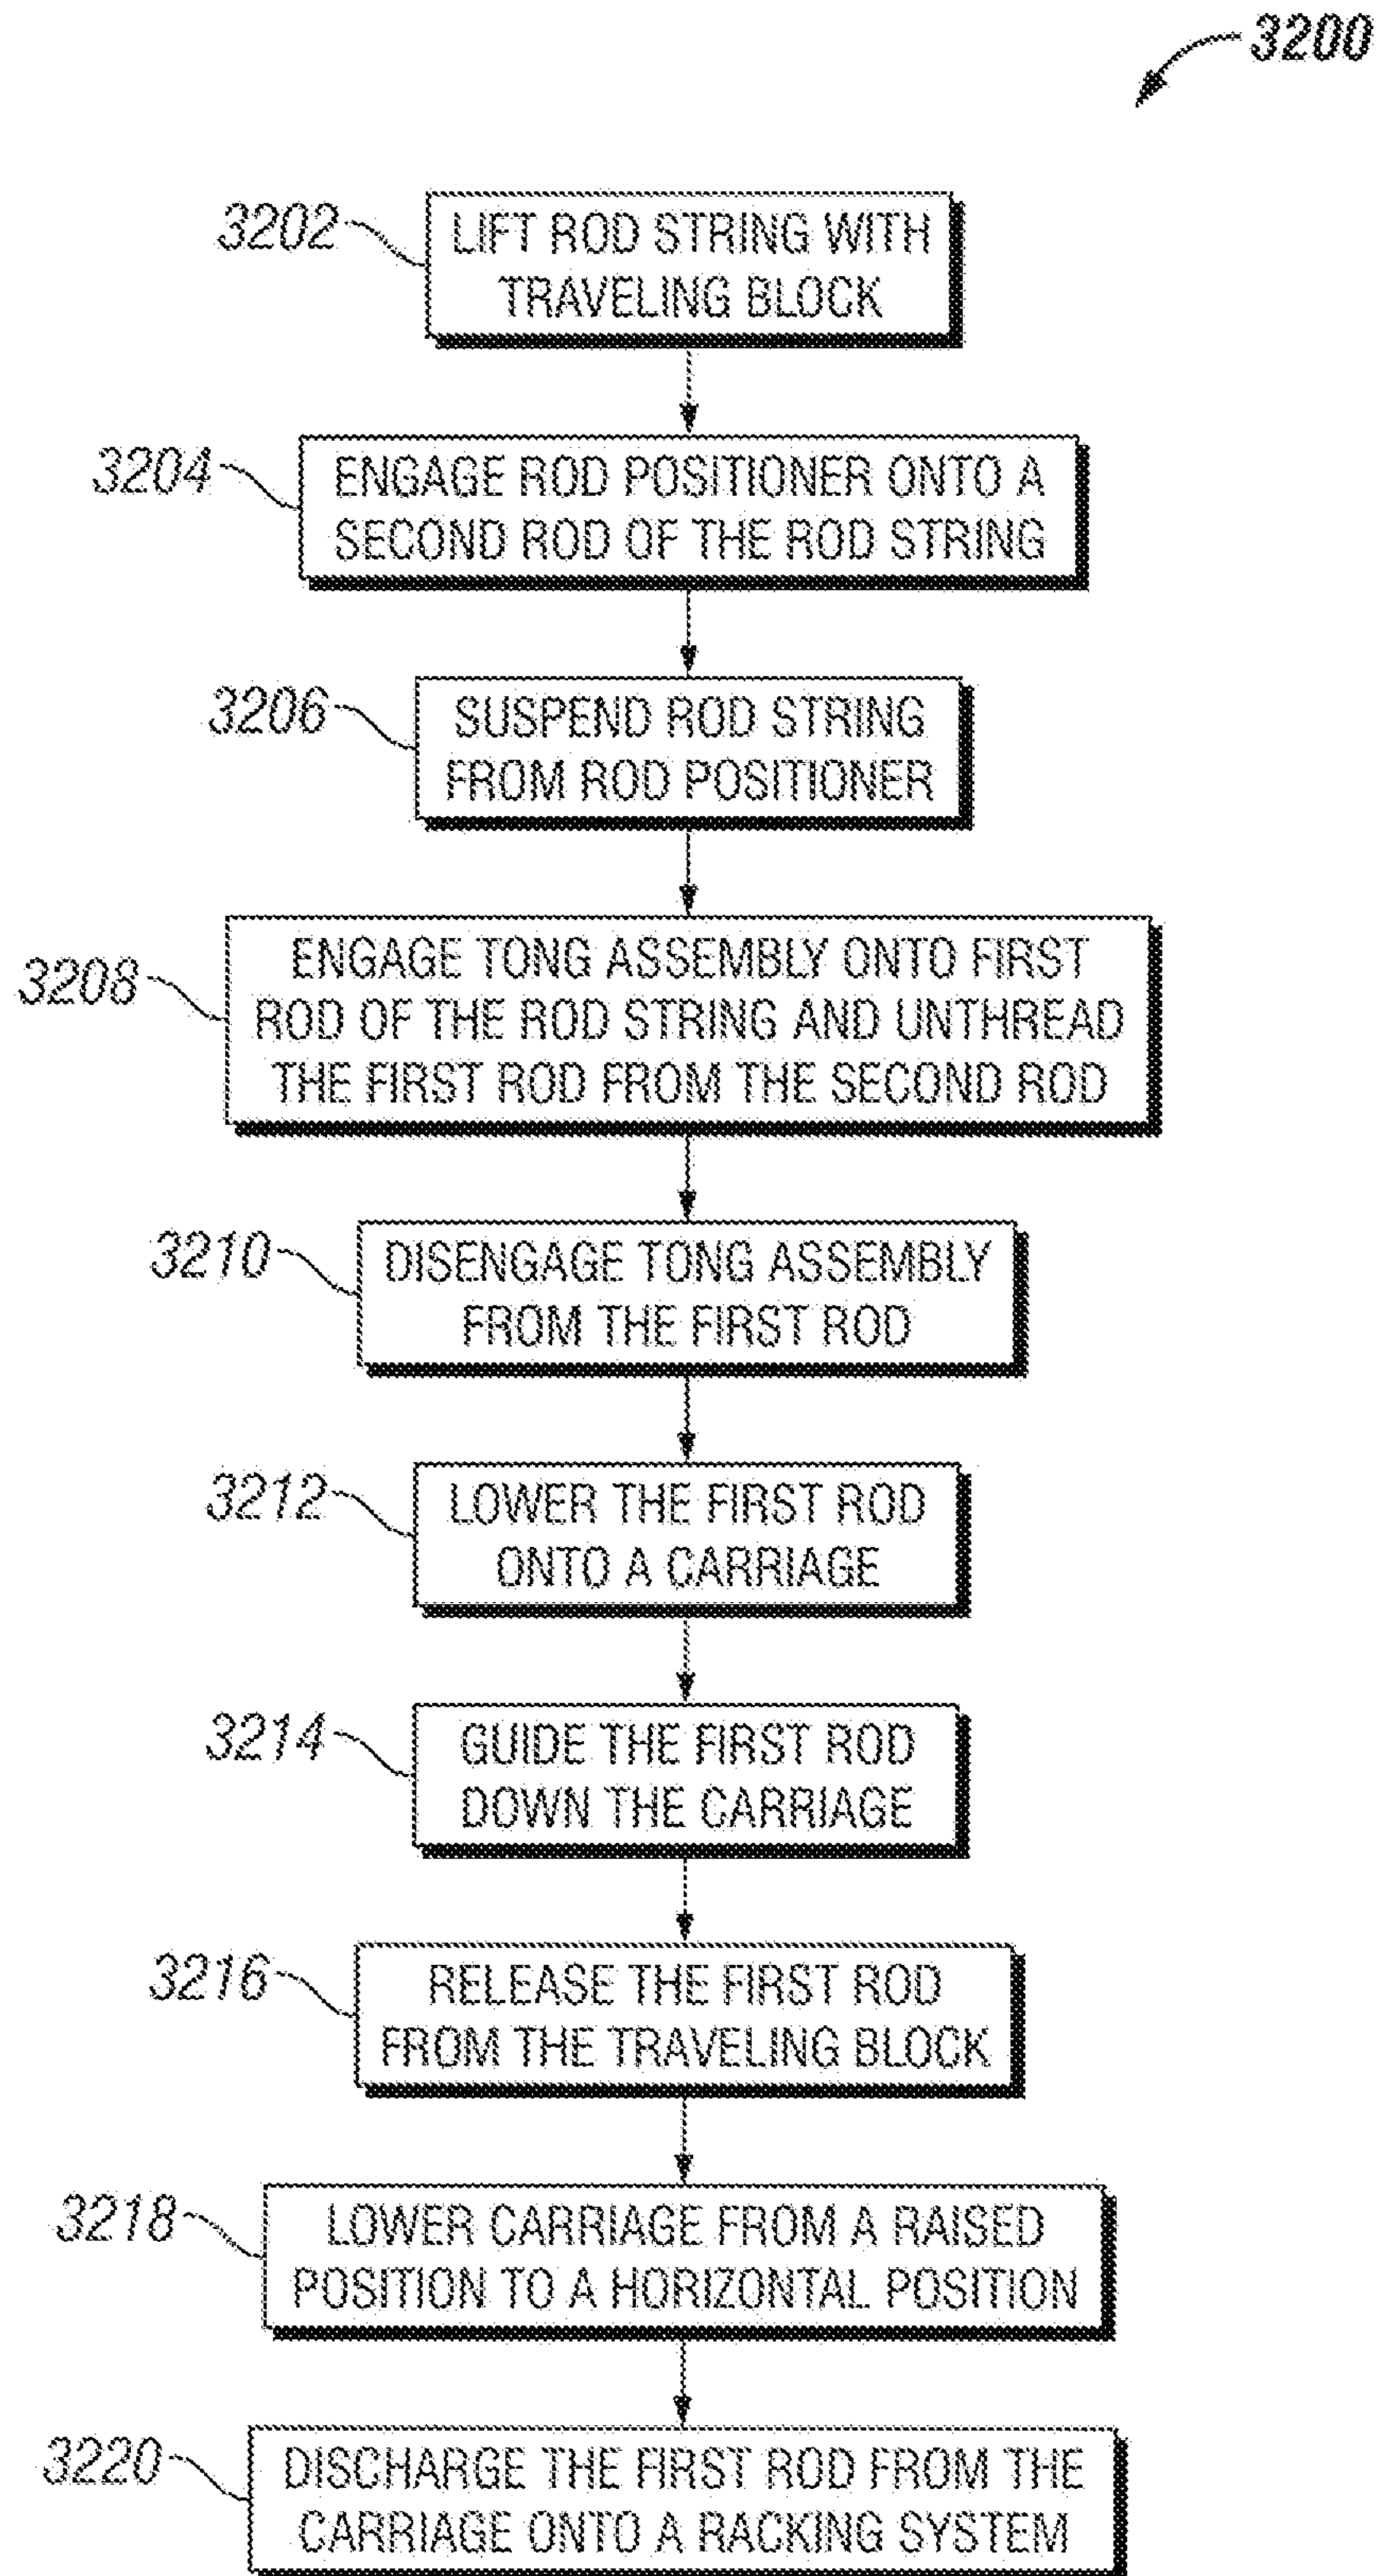 3200
3202
LIFT ROD STRING WITH
TRAVELING BLOCK
3204
ENGAGE ROD POSITIONER ONTO A
SECOND ROD OF THE ROD STRING
3206
SUSPEND ROD STRING
FROM ROD POSITIONER
3208
ENGAGE TONG ASSEMBLY ONTO FIRST
ROD OF THE ROD STRING AND UNTHREAD
THE FIRST ROD FROM THE SECOND ROD
3210
DISENGAGE TONG ASSEMBLY
FROM THE FIRST ROD
3212
LOWER THE FIRST ROD
ONTO A CARRIAGE
3214
GUIDE THE FIRST ROD
DOWN THE CARRIAGE
3216
RELEASE THE FIRST ROD
FROM THE TRAVELING BLOCK
3218
LOWER CARRIAGE FROM A RAISED
POSITION TO A HORIZONTAL POSITION
3220
DISCHARGE THE FIRST ROD FROM THE
CARRIAGE ONTO A RACKING SYSTEM